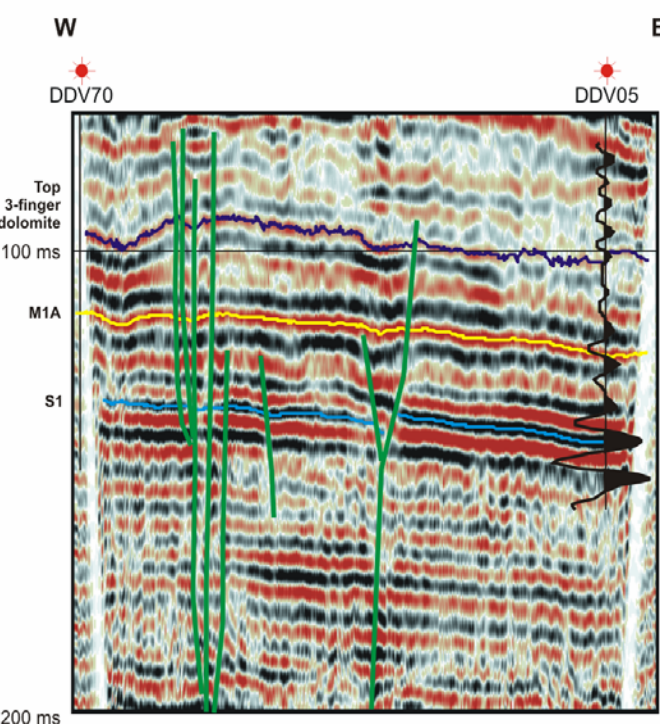 W
E
DDV70
DDV05
Top
3-finger
dolomite
100 ms
M1A
S1
200 ms